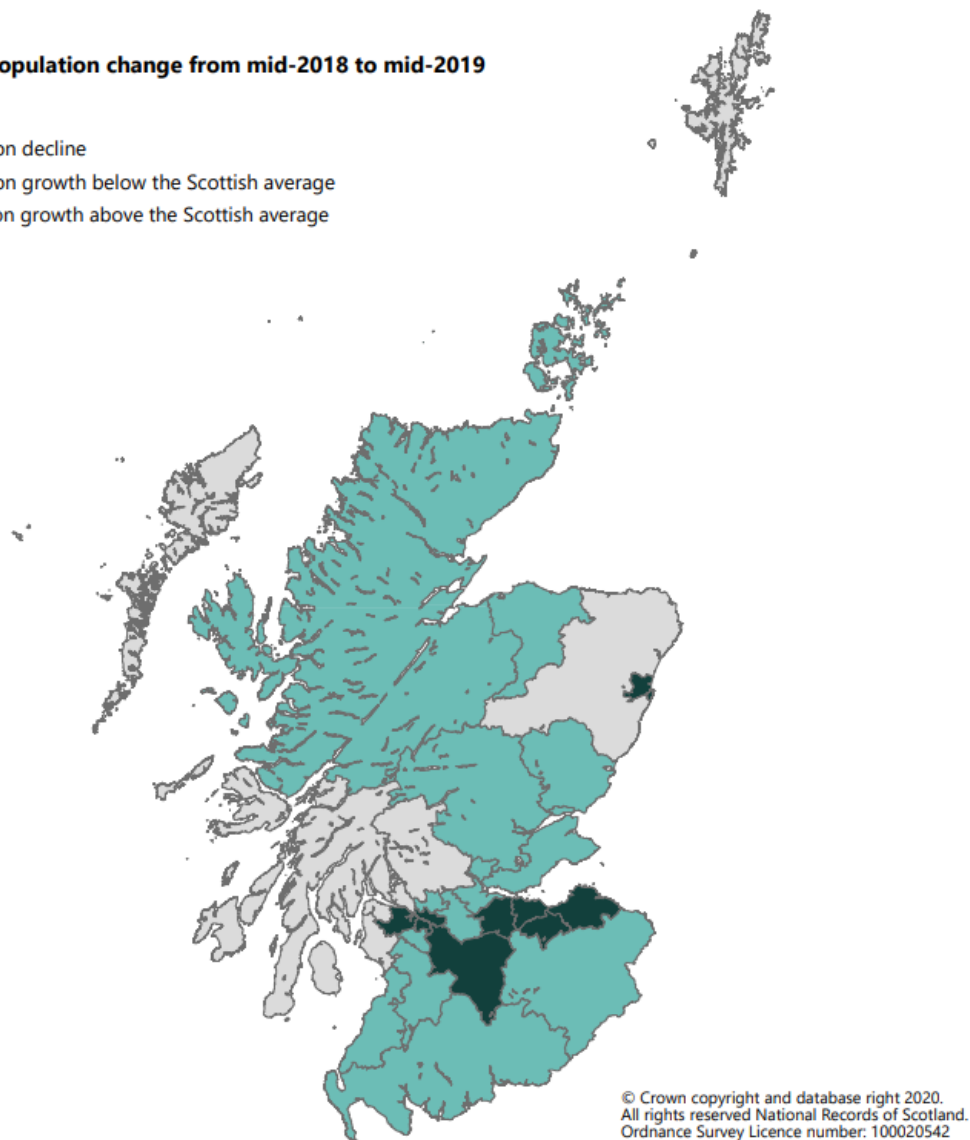 opulation change from mid-2018 to mid-2019
on decline
on growth below the Scottish average
on growth above the Scottish average
© Crown copyright and database right 2020.
All rights reserved National Records of Scotland.
Ordnance Survey Licence number: 100020542